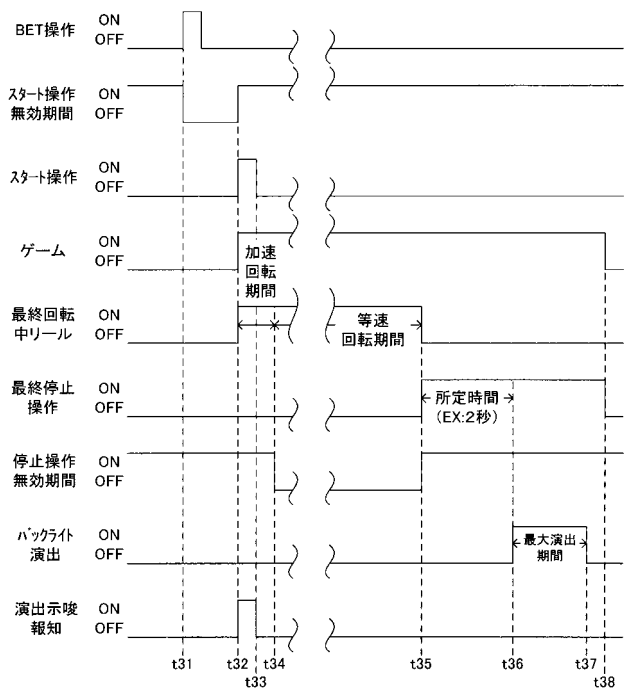 BET操作 ON
OFF
スタート操作 ON
無効期間 OFF
スタート操作 ON
OFF
ゲーム ON
OFF
加速
回転
期間
最終回転 ON
中リール OFF
等速
回転期間
最終停止 ON
操作 OFF
所定時間
(EX:2秒)
停止操作 ON
無効期間 OFF
バックライト ON
演出 OFF
最大演出
期間
演出示唆 ON
報知 OFF
t31 t32 t34 t35 t36 t37
t33 t38